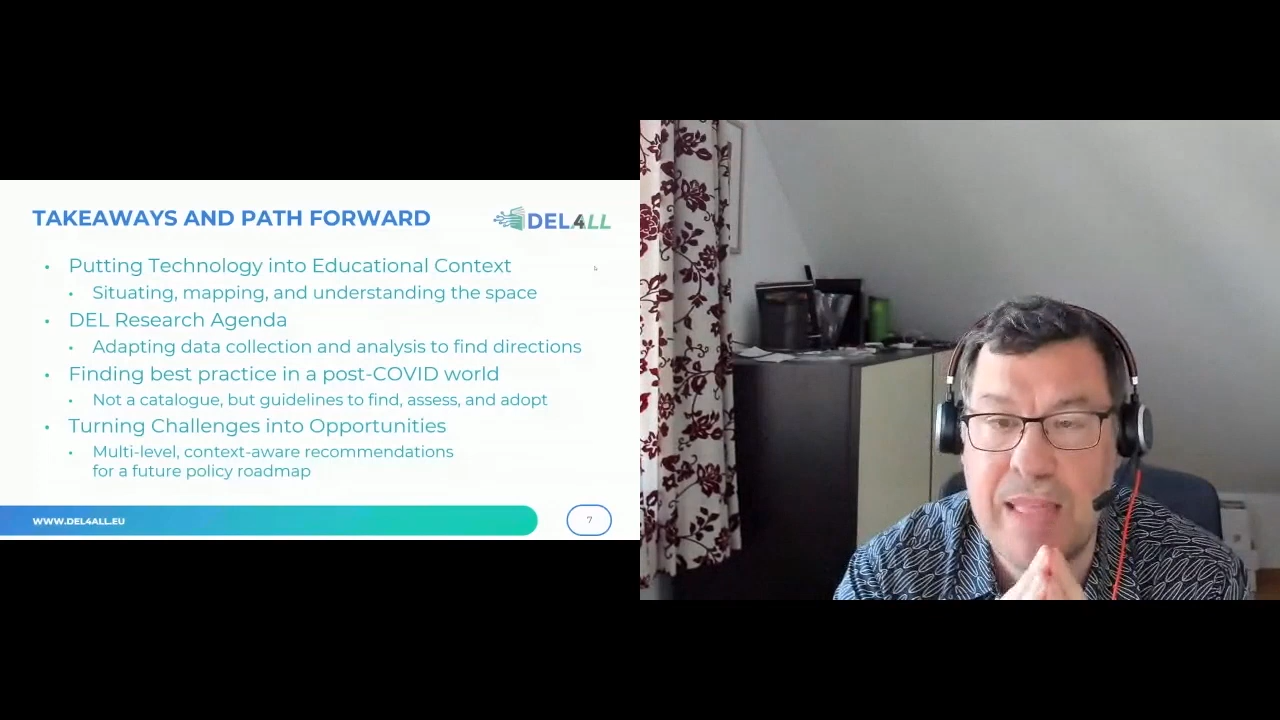 TAKEAWAYS AND PATH FORWARD
DEL4ALL
• Putting Technology into Educational Context
• Situating, mapping, and understanding the space
• DEL Research Agenda
• Adapting data collection and analysis to find directions
• Finding best practice in a post-COVID world
• Not a catalogue, but guidelines to find, assess, and adopt
• Turning Challenges into Opportunities
• Multi-level, context-aware recommendations
for a future policy roadmap
WWW.DEL4ALL.EU
7